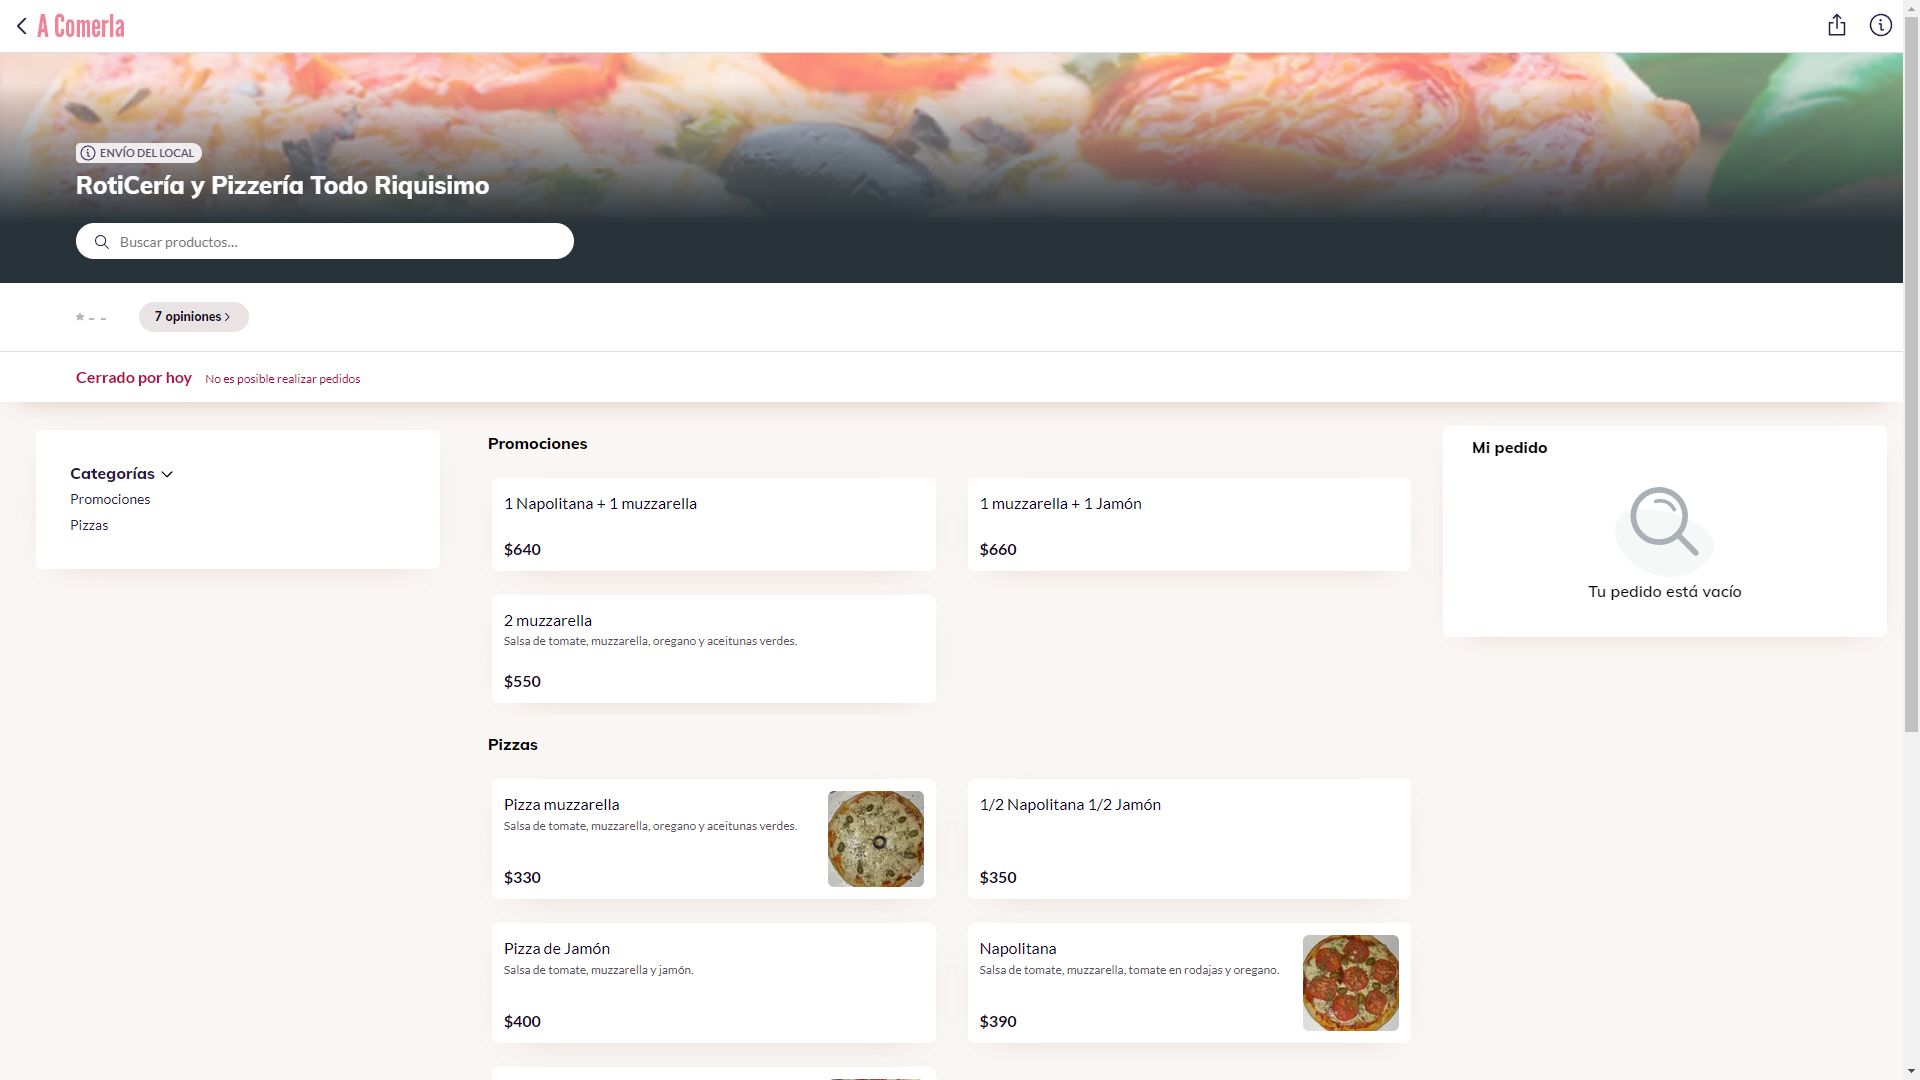 A Comerla
ENVÍO DEL LOCAL
RotiCería y Pizzería Todo Riquisimo
Buscar productos...
- -
7 opiniones
Cerrado por hoy No es posible realizar pedidos
Categorías
Promociones
Pizzas
Promociones
1 Napolitana + 1 muzzarella
$640
1 muzzarella + 1 Jamón
$660
2 muzzarella
Salsa de tomate, muzzarella, oregano y aceitunas verdes.
$550
Pizzas
Pizza muzzarella
Salsa de tomate, muzzarella, oregano y aceitunas verdes.
$330
1/2 Napolitana 1/2 Jamón
$350
Pizza de Jamón
Salsa de tomate, muzzarella y jamón.
$400
Napolitana
Salsa de tomate, muzzarella, tomate en rodajas y oregano.
$390
Mi pedido
Tu pedido está vacío